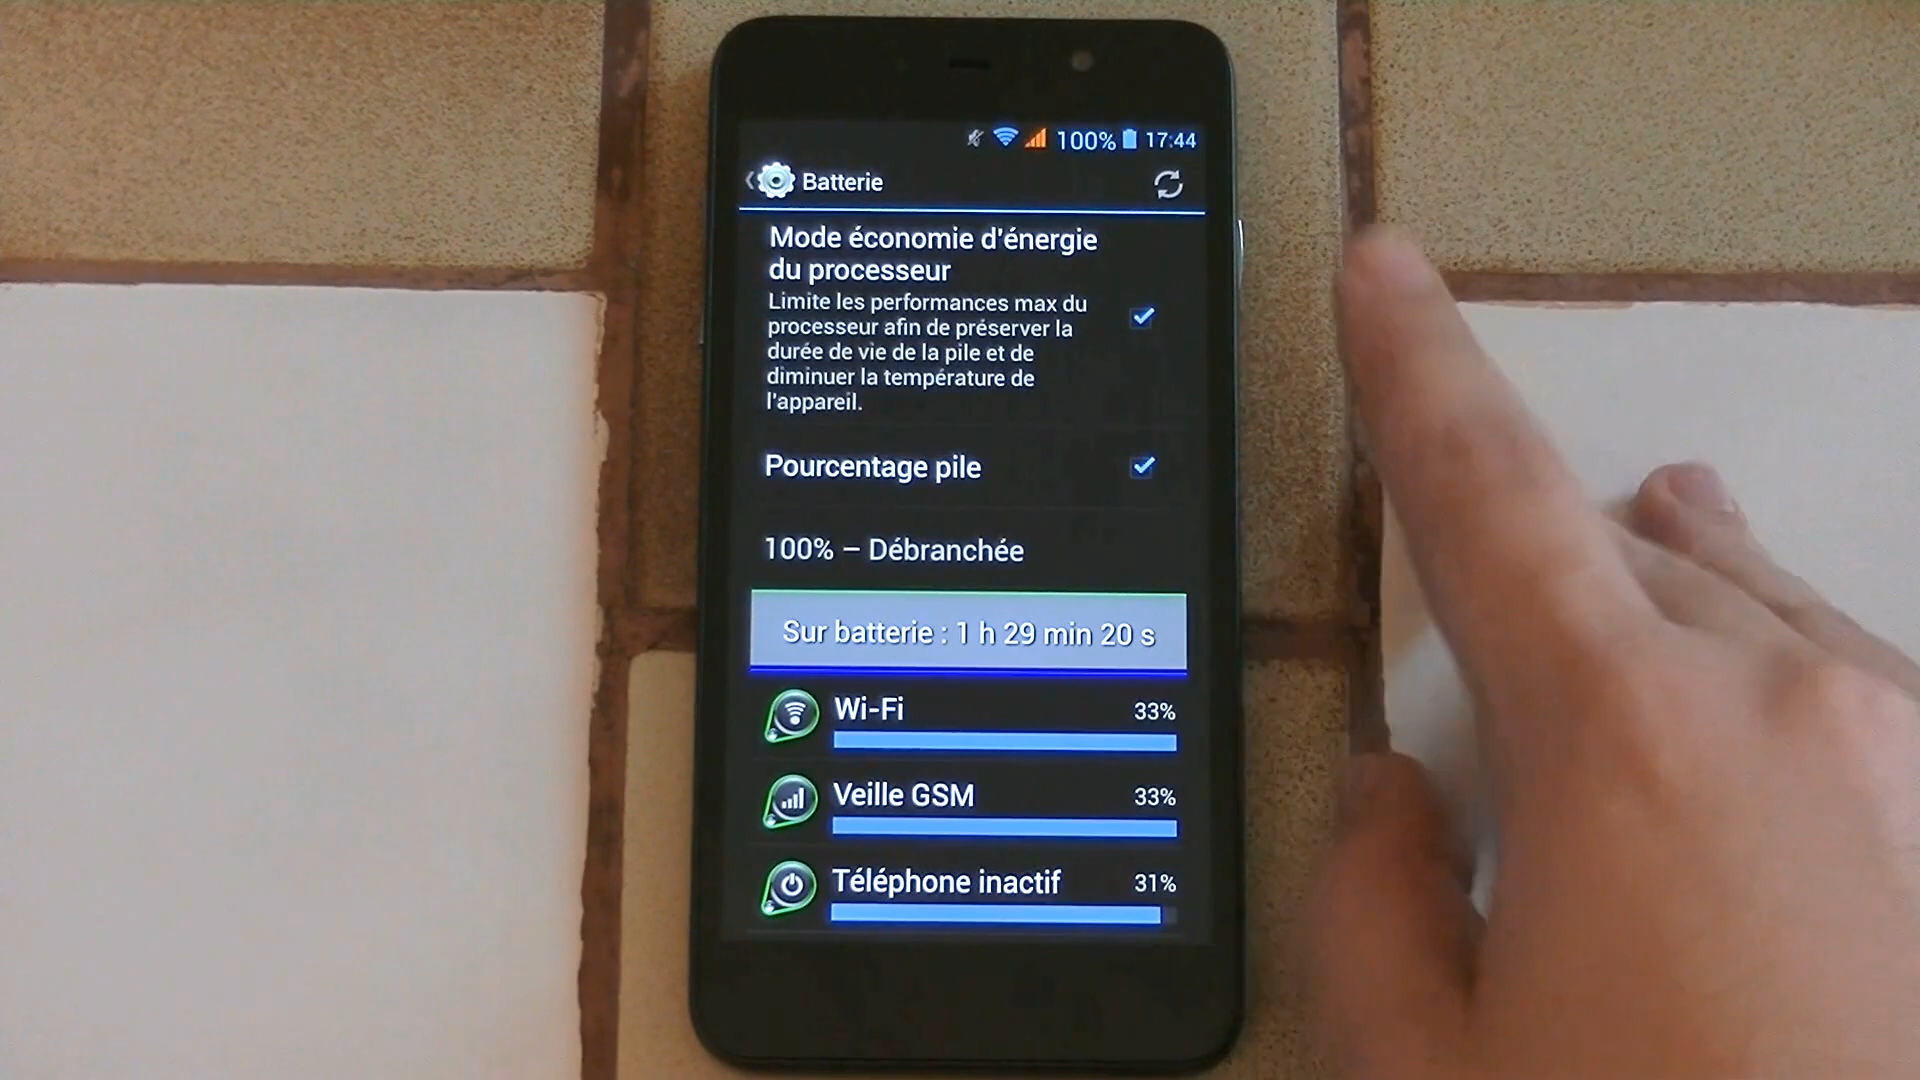 100% 17:44
Batterie
Mode économie d'énergie
du processeur
Limite les performances max du
processeur afin de préserver la
durée de vie de la pile et de
diminuer la température de
l'appareil.
Pourcentage pile
100% – Débranchée
Sur batterie : 1 h 29 min 20 s
Wi-Fi 33%
Veille GSM 33%
Téléphone inactif 31%